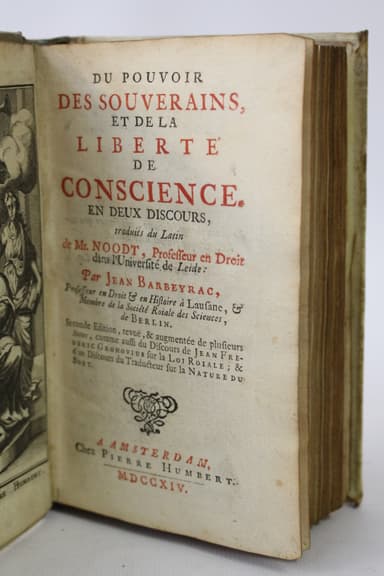 DU POUVOIR
DES SOUVERAINS,
ET DE LA
LIBERTÉ
DE
CONSCIENCE.
EN DEUX DISCOURS,
traduits du Latin
de Mr. NOODT, Professeur en Droit
dans l'Université de Leide:
Par JEAN BARBEYRAC,
Professeur en Droit & en Histoire à Lausane, &
Membre de la Société Roiale des Sciences,
de BERLIN.
Seconde Edition, revuë, & augmentée de plusieurs
Notes, comme aussi du Discours de JEAN FRE-
DERIC GRONOVIUS sur la LOI ROIALE; &
d'un Discours du Traducteur sur la NATURE DU
SORT.
A AMSTERDAM,
Chez PIERRE HUMBERT.
MDCCXIV.
HUMBERT